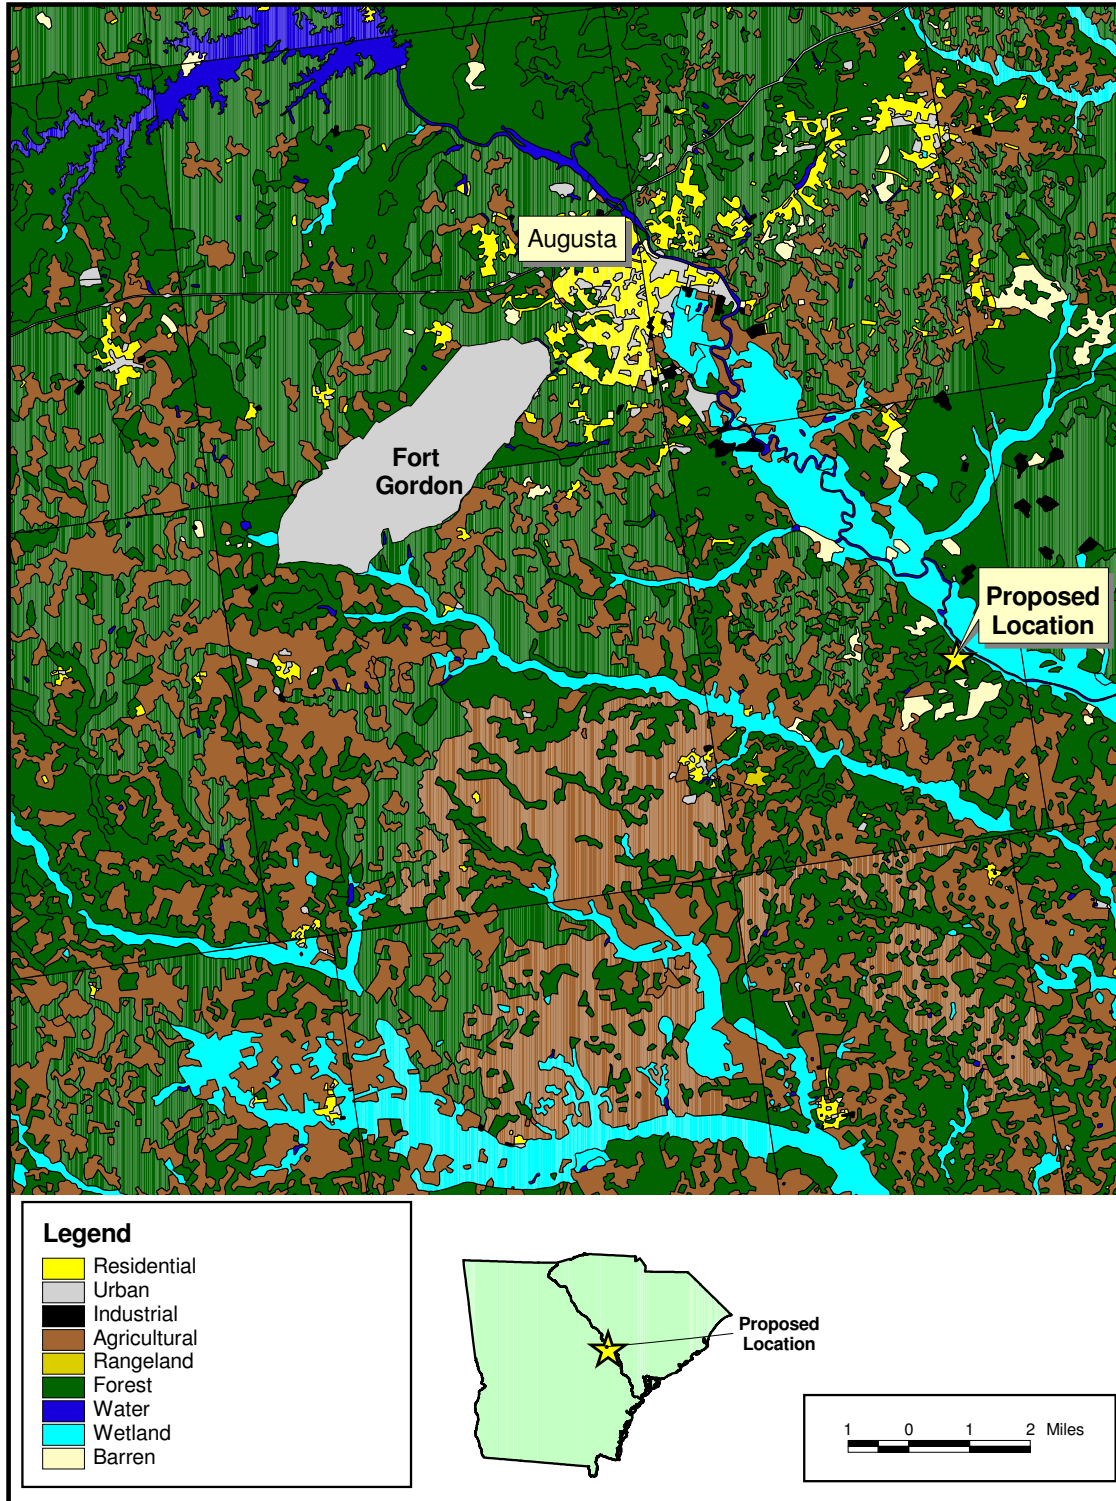 Augusta
Fort
Gordon
Proposed
Location
Legend
Residential
Urban
Industrial
Agricultural
Rangeland
Forest
Water
Wetland
Barren
Proposed
Location
1 0 1 2 Miles